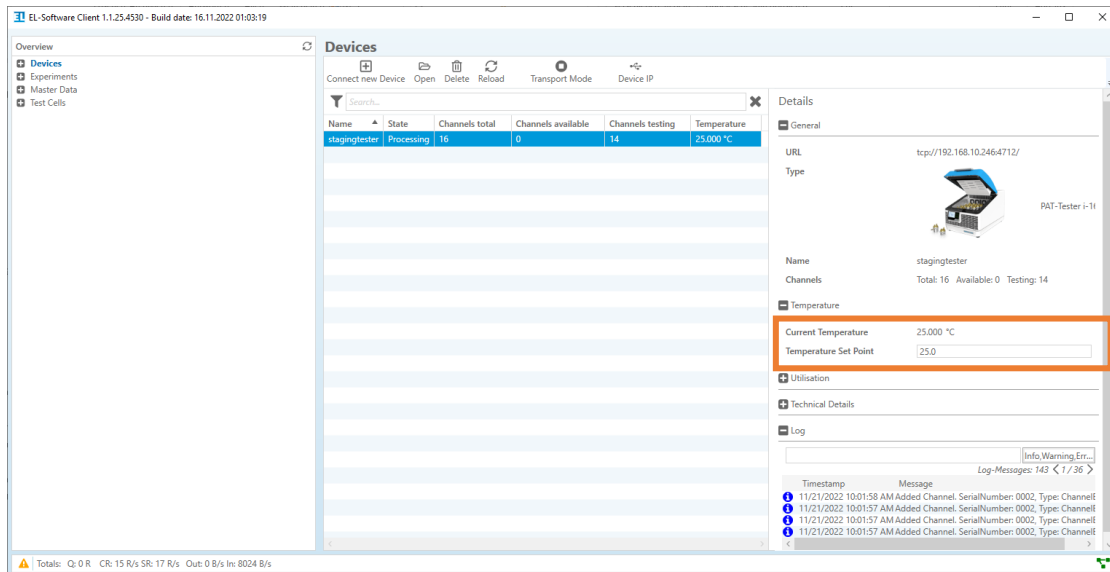 EL-Software Client 1.1.25.4530 - Build date: 16.11.2022 01:03:19
Overview
Devices
Experiments
Master Data
Test Cells
Devices
Connect new Device Open Delete Reload Transport Mode Device IP
Search...
Name State Channels total Channels available Channels testing Temperature
stagingtester Processing 16 0 14 25.000 °C
Details
General
URL tcp://192.168.10.246:4712/
Type
PAT-Tester i-16
Name stagingtester
Channels Total: 16 Available: 0 Testing: 14
Temperature
Current Temperature 25.000 °C
Temperature Set Point 25.0
Utilisation
Technical Details
Log
Info,Warning,Err...
Log-Messages: 143 < 1 / 36 >
Timestamp Message
11/21/2022 10:01:58 AM Added Channel. SerialNumber: 0002, Type: ChannelE
11/21/2022 10:01:57 AM Added Channel. SerialNumber: 0002, Type: ChannelE
11/21/2022 10:01:57 AM Added Channel. SerialNumber: 0002, Type: ChannelE
11/21/2022 10:01:57 AM Added Channel. SerialNumber: 0002, Type: ChannelE
Totals: Q: 0 R CR: 15 R/s SR: 17 R/s Out: 0 B/s In: 8024 B/s